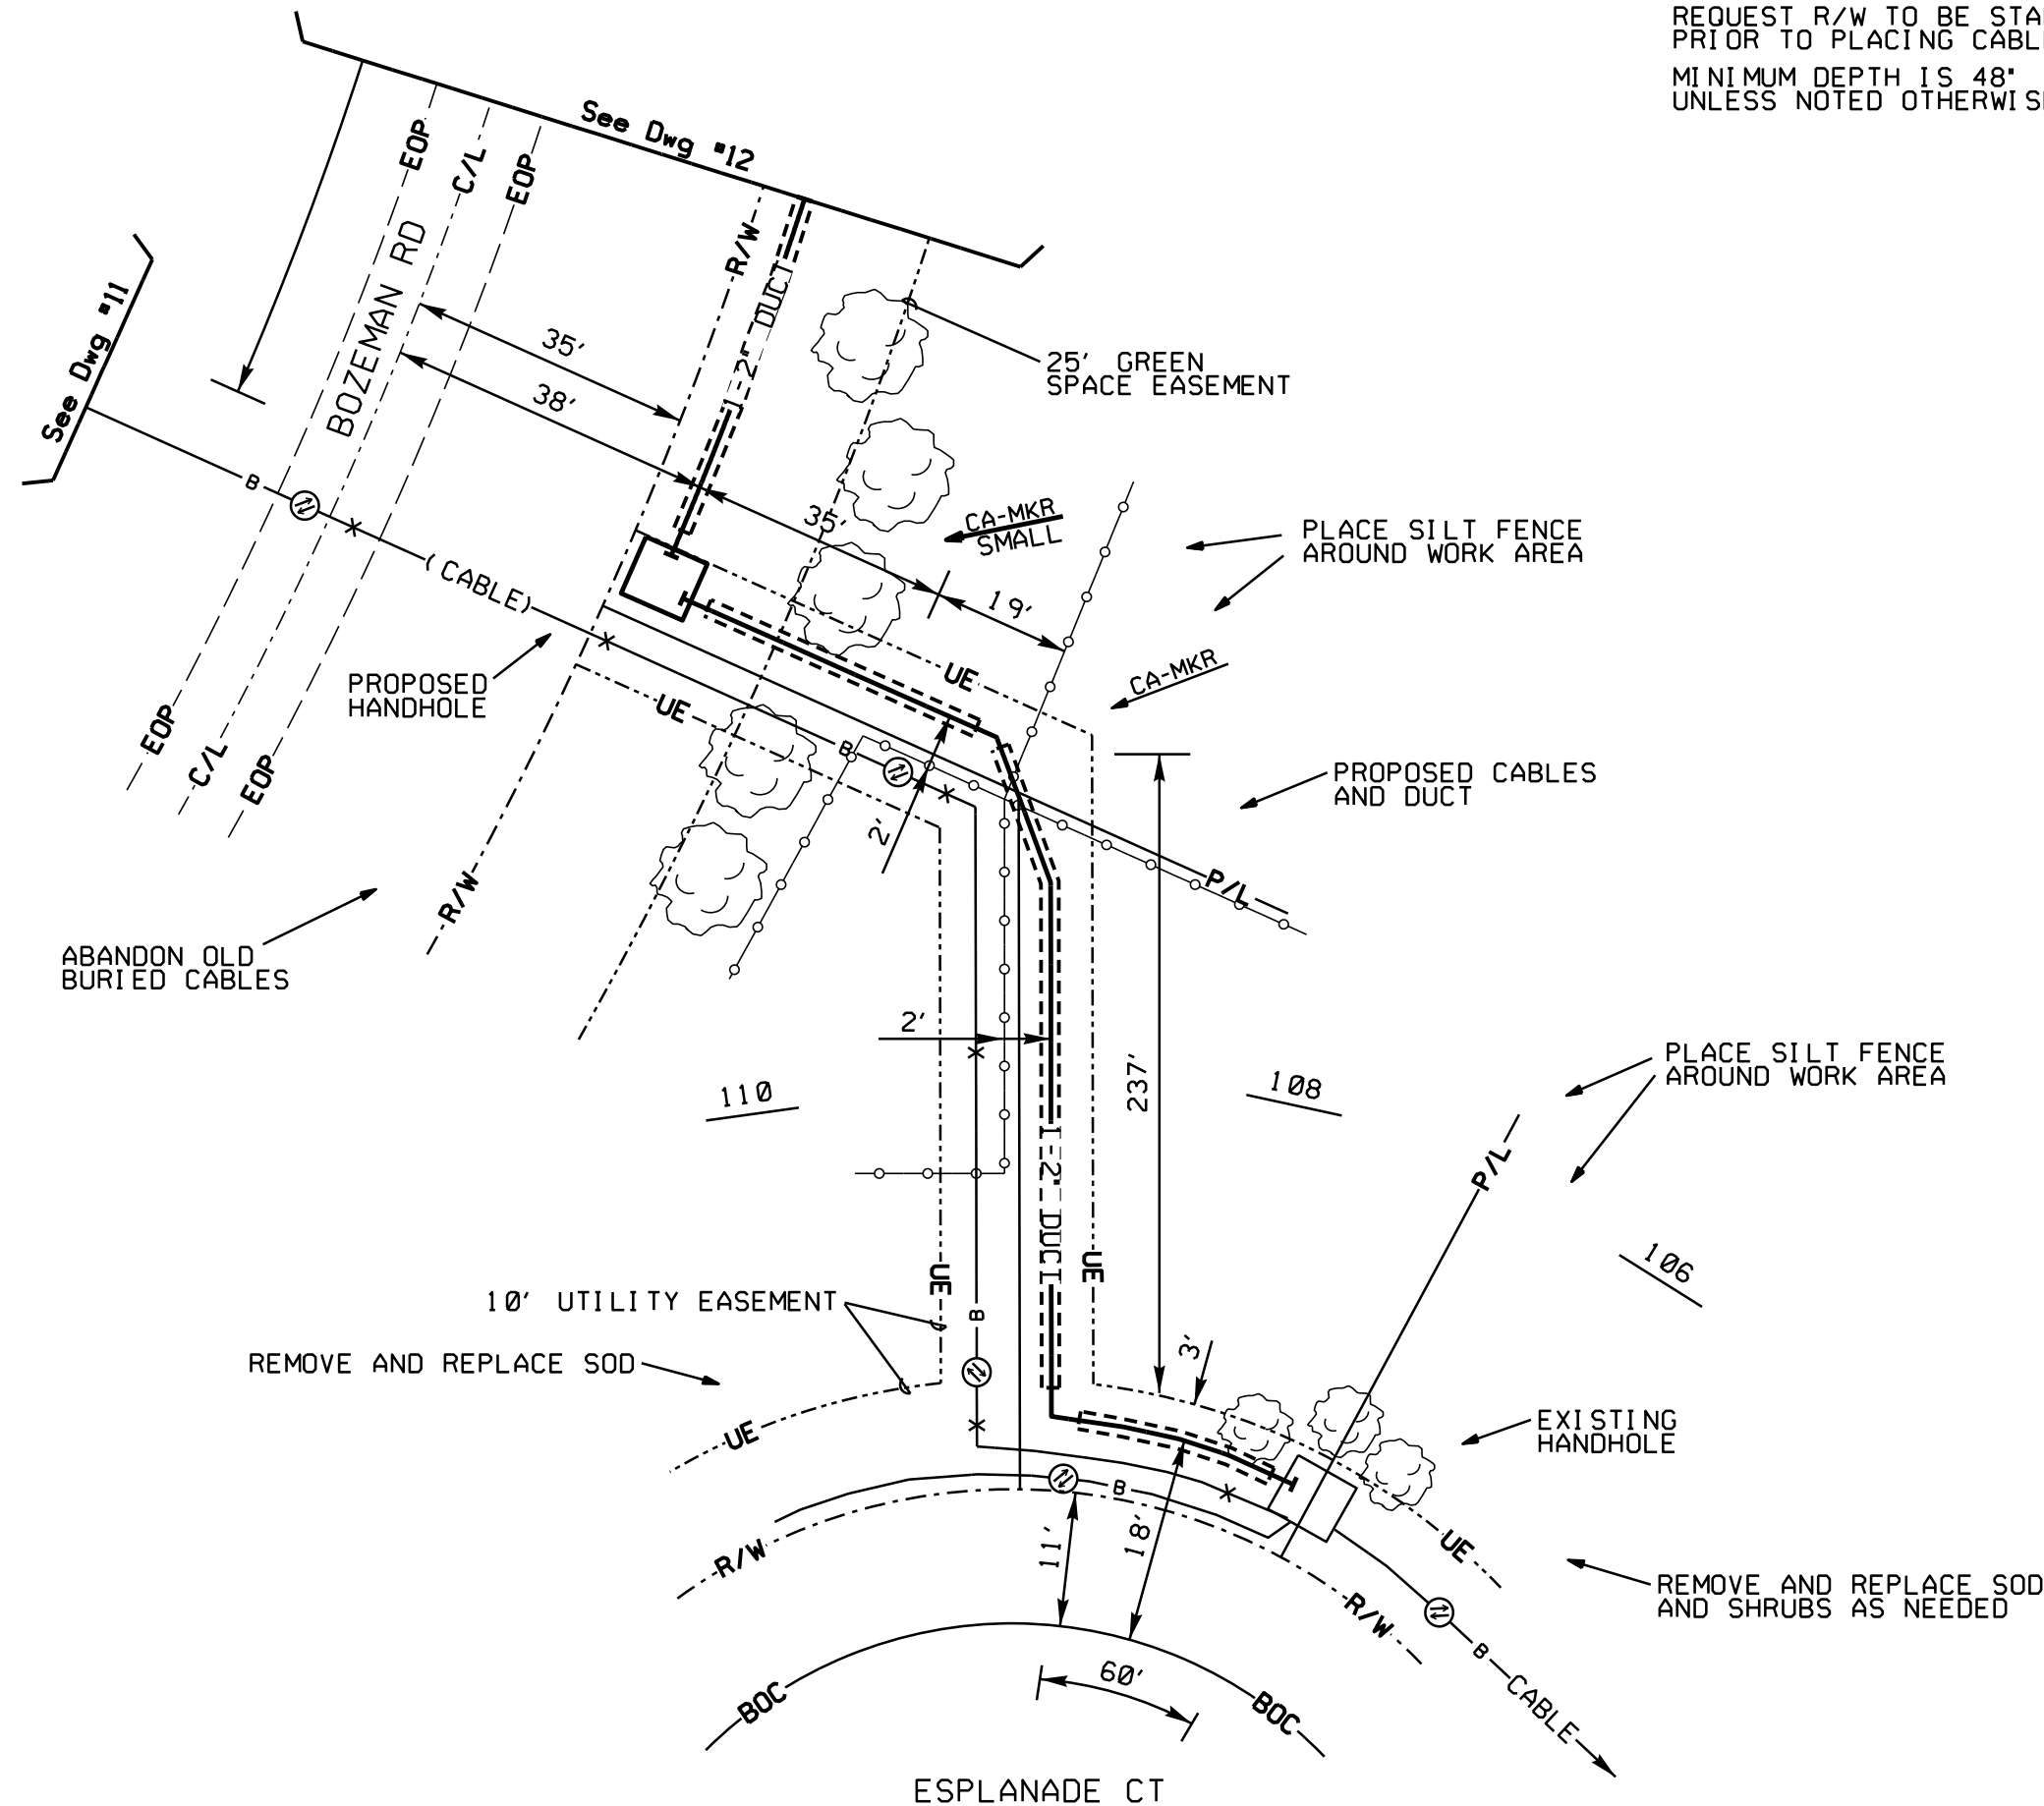 REQUEST R/W TO BE STA
PRIOR TO PLACING CABL
MINIMUM DEPTH IS 48"
UNLESS NOTED OTHERWIS
See Dwg #12
EOP
C/L
EOP
R/W
BOZEMAN RD
1-2" DUCT
See Dwg #11
35'
38'
25' GREEN
SPACE EASEMENT
B
35'
CA-MKR
SMALL
PLACE SILT FENCE
AROUND WORK AREA
(CABLE)
19'
UE
CA-MKR
PROPOSED
HANDHOLE
UE
EOP
C/L
EOP
B
2'
PROPOSED CABLES
AND DUCT
R/W
P/L
ABANDON OLD
BURIED CABLES
2'
237'
110
108
PLACE SILT FENCE
AROUND WORK AREA
P/L
1-2" DUCT
UE
UE
106
10' UTILITY EASEMENT
B
REMOVE AND REPLACE SOD
3'
UE
EXISTING
HANDHOLE
B
R/W
11'
18'
UE
REMOVE AND REPLACE SOD
AND SHRUBS AS NEEDED
R/W
B
CABLE
60'
BOC
BOC
ESPLANADE CT